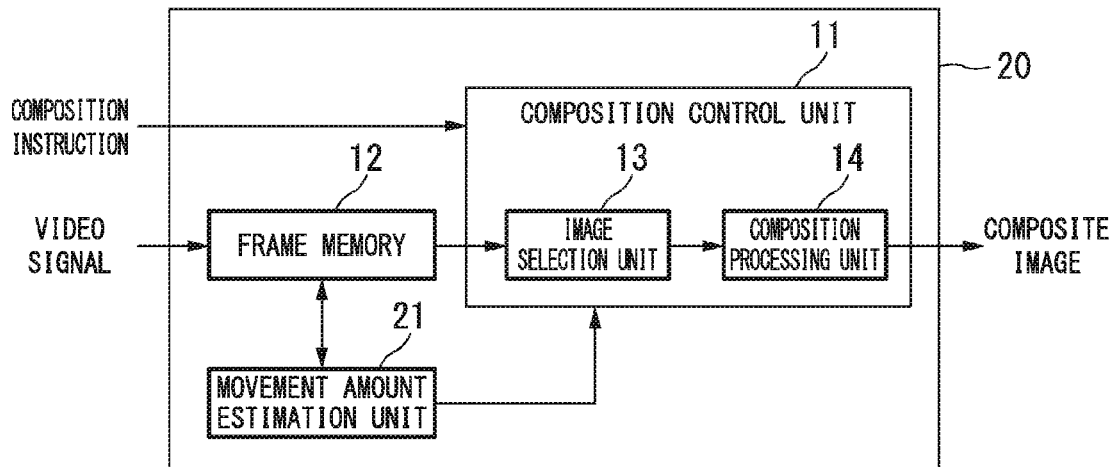 11
20
COMPOSITION
INSTRUCTION
COMPOSITION CONTROL UNIT
12
13
14
VIDEO
SIGNAL
FRAME MEMORY
IMAGE
SELECTION UNIT
COMPOSITION
PROCESSING UNIT
COMPOSITE
IMAGE
21
MOVEMENT AMOUNT
ESTIMATION UNIT